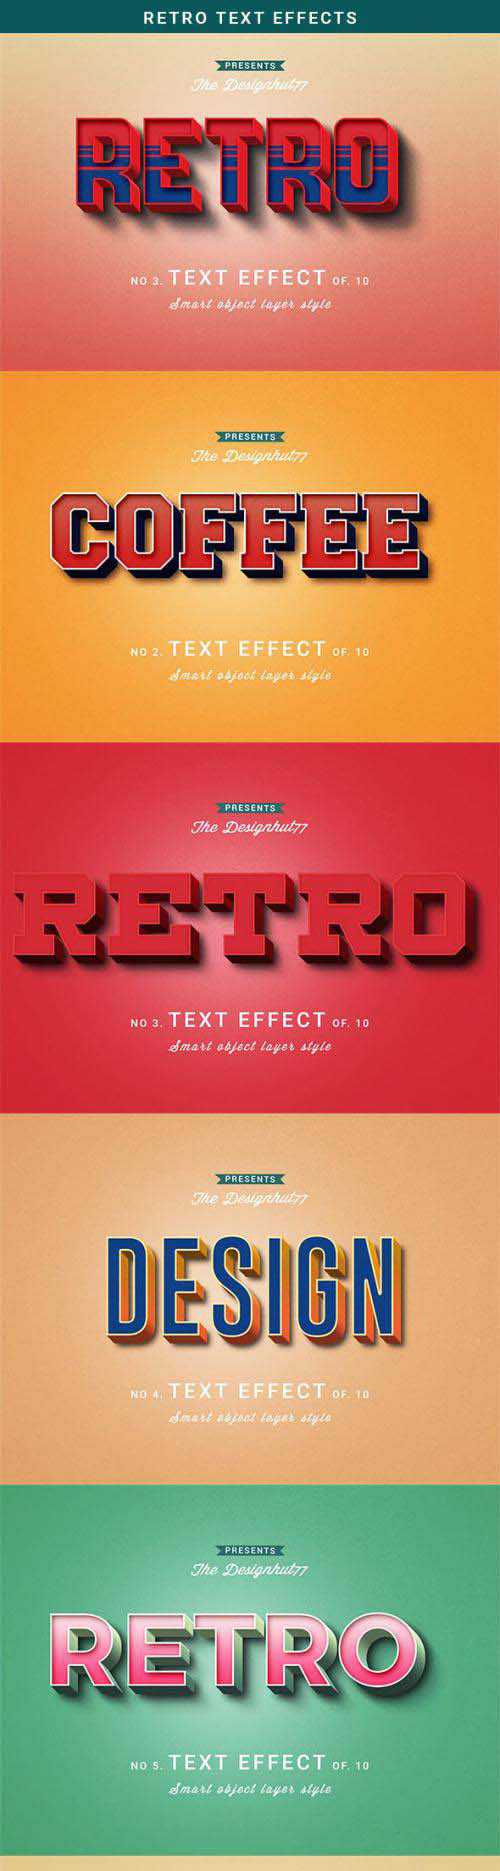 RETRO TEXT EFFECTS
PRESENTS
The Designhut77
RETRO
NO 3. TEXT EFFECT OF. 10
Smart object layer style
PRESENTS
The Designhut77
COFFEE
NO 2. TEXT EFFECT OF. 10
Smart object layer style
PRESENTS
The Designhut77
RETRO
NO 3. TEXT EFFECT OF. 10
Smart object layer style
PRESENTS
The Designhut77
DESIGN
NO 4. TEXT EFFECT OF. 10
Smart object layer style
PRESENTS
The Designhut77
RETRO
NO 5. TEXT EFFECT OF. 10
Smart object layer style